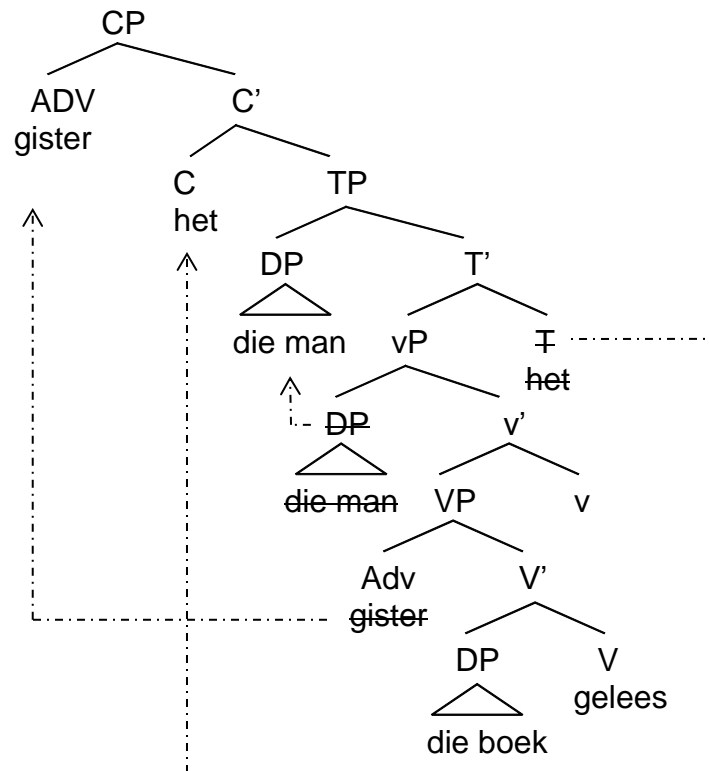 CP
ADV C’
gister
C TP
het
DP T’
die man vP T
het
DP v’
die man VP v
Adv V’
gister
DP V
gelees
die boek